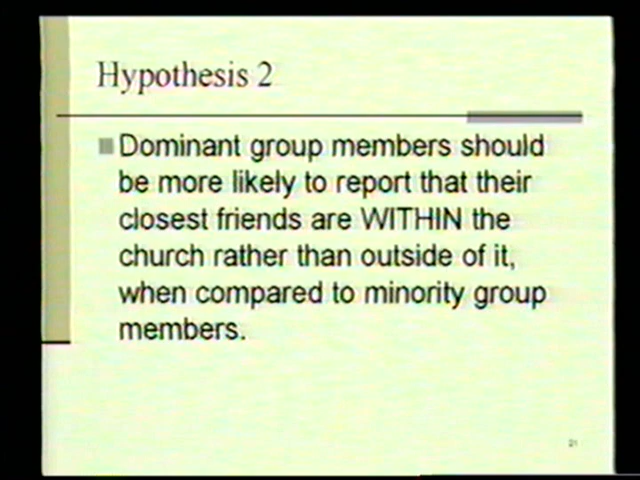 Hypothesis 2
Dominant group members should
be more likely to report that their
closest friends are WITHIN the
church rather than outside of it,
when compared to minority group
members.
21